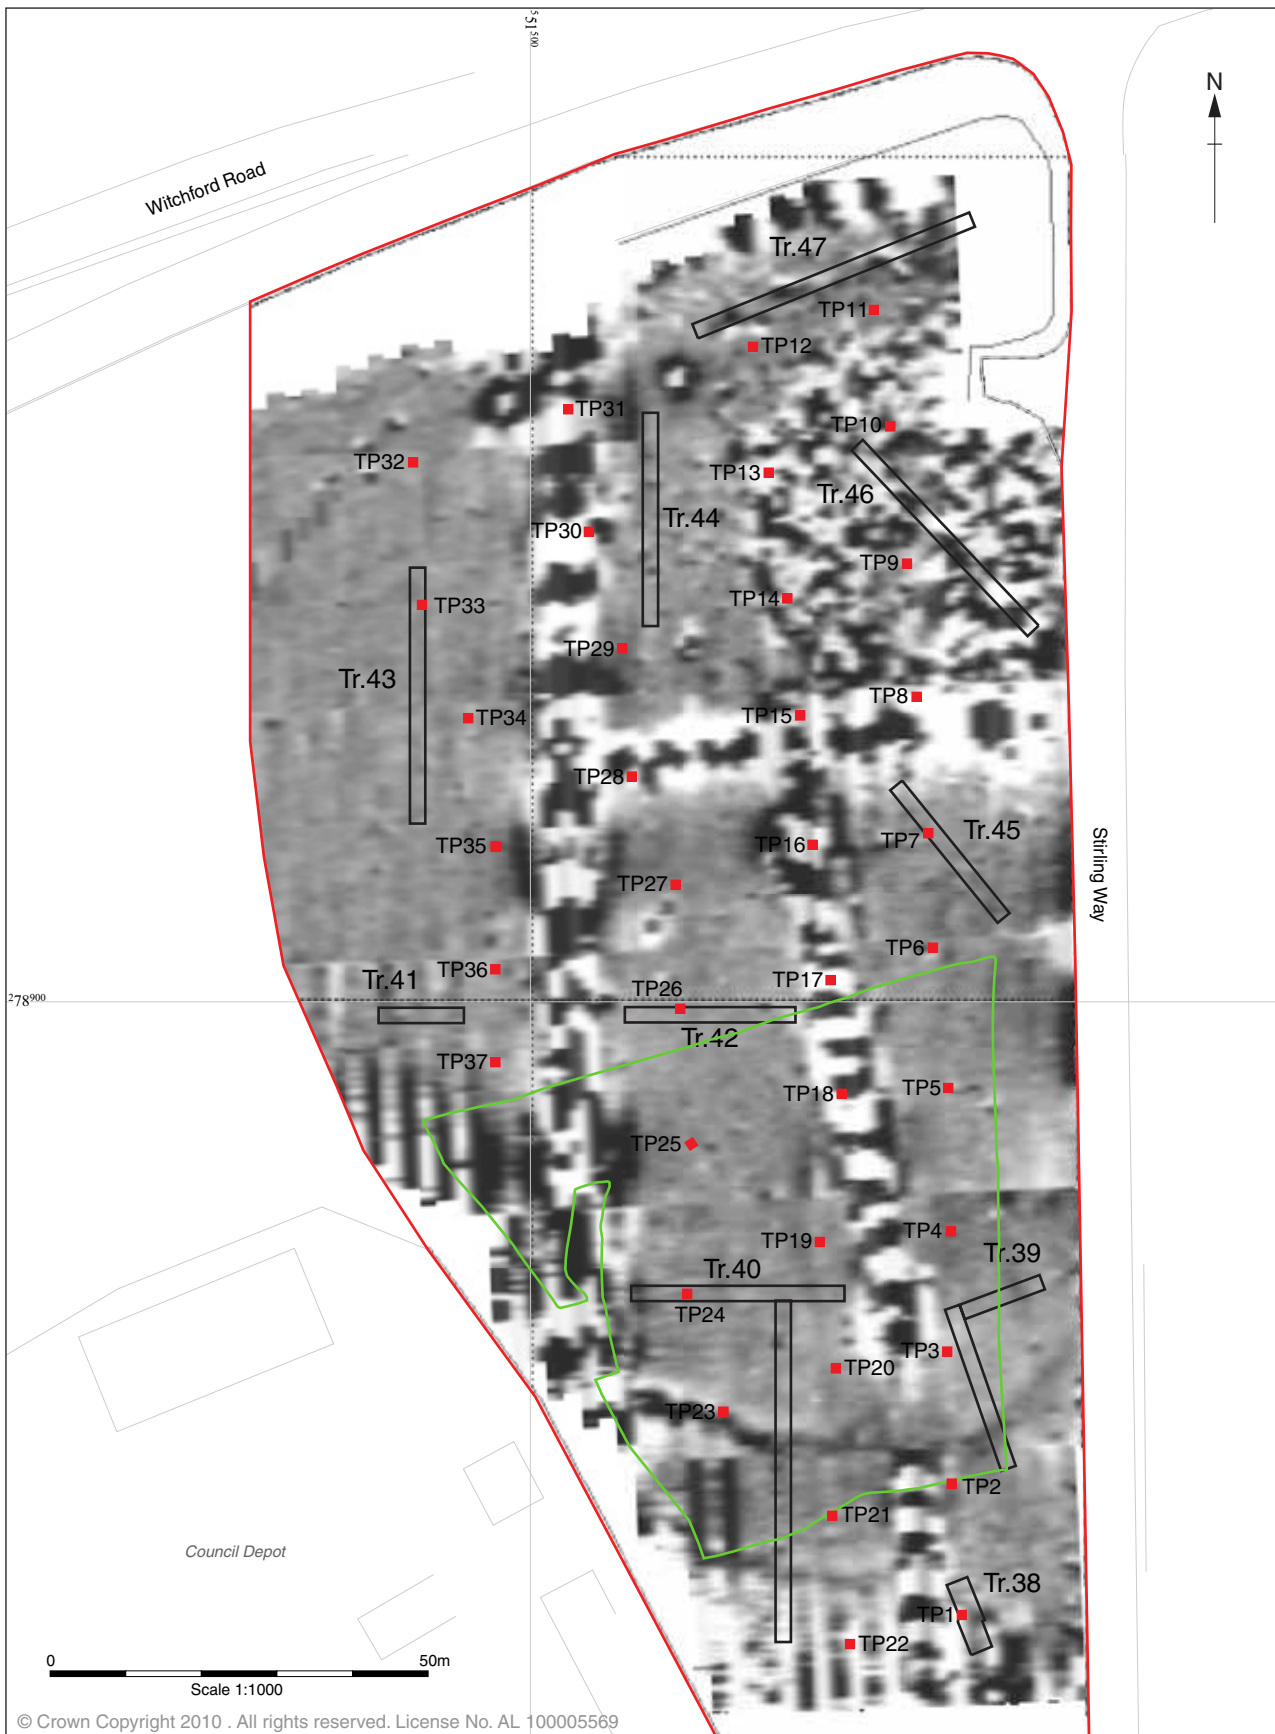 551500
N
Witchford Road
Tr.47
TP11
TP12
TP31
TP10
TP32
TP13
Tr.46
Tr.44
TP30
TP9
TP14
TP33
TP29
Tr.43
TP8
TP15
TP34
TP28
Tr.45
TP7
TP16
TP35
Stirling Way
TP27
TP6
TP36
Tr.41
TP17
TP26
278900
Tr.42
TP37
TP5
TP18
TP25
TP4
TP19
Tr.39
Tr.40
TP24
TP3
TP20
TP23
TP2
TP21
Council Depot
Tr.38
TP1
TP22
0
50m
Scale 1:1000
© Crown Copyright 2010 . All rights reserved. License No. AL 100005569